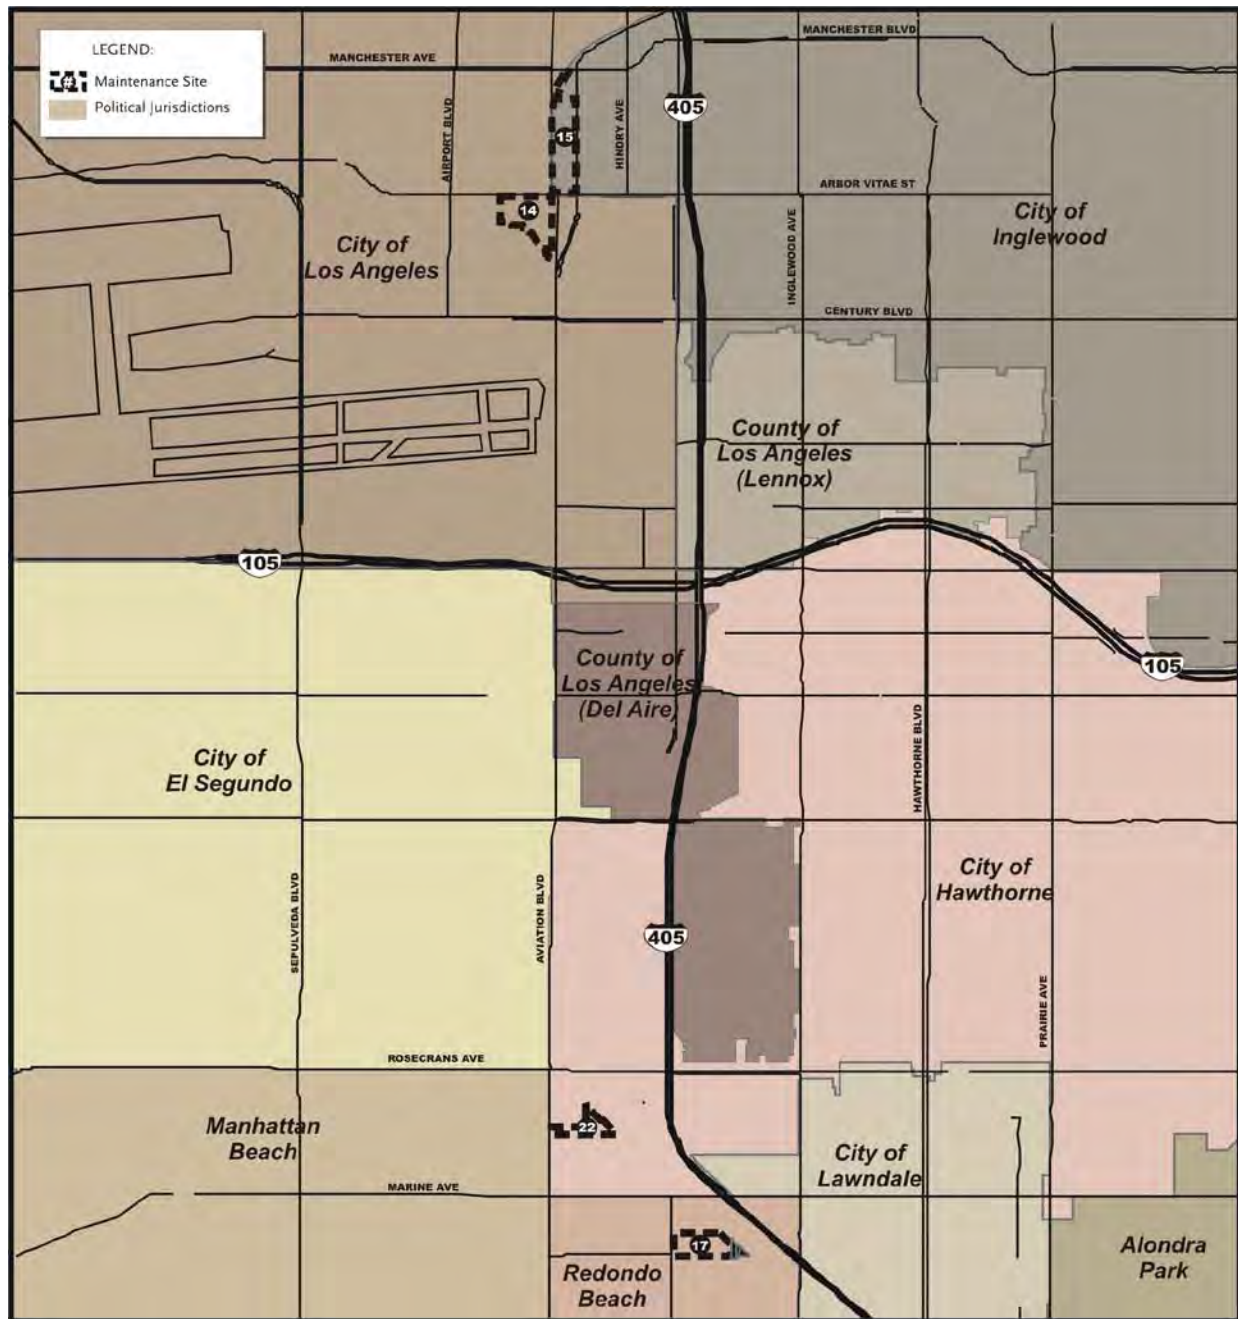 LEGEND:
#
Maintenance Site
Political Jurisdictions
MANCHESTER AVE
MANCHESTER BLVD
AIRPORT BLVD
HINDRY AVE
405
15
ARBOR VITAE ST
14
City of
Los Angeles
INGLEWOOD AVE
City of
Inglewood
CENTURY BLVD
County of
Los Angeles
(Lennox)
105
County of
Los Angeles
(Del Aire)
105
City of
El Segundo
HAWTHORNE BLVD
SEPULVEDA BLVD
AVIATION BLVD
City of
Hawthorne
405
PRAIRIE AVE
ROSECRANS AVE
Manhattan
Beach
22
City of
Lawndale
MARINE AVE
17
Redondo
Beach
Alondra
Park